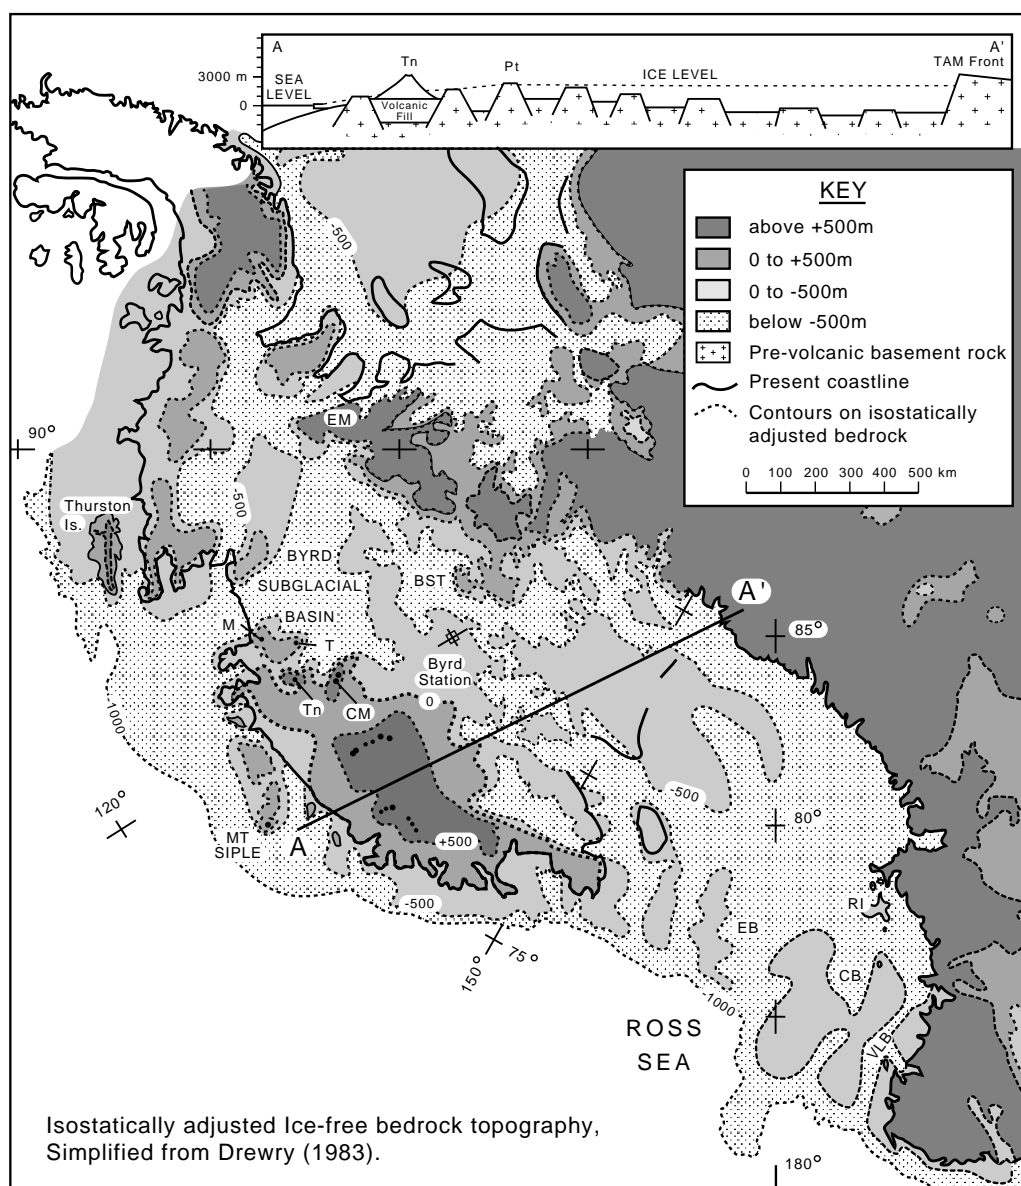 A
Tn
Pt
A'
TAM Front
3000 m
SEA
LEVEL
0
ICE LEVEL
Volcanic
Fill
KEY
above +500m
0 to +500m
0 to -500m
below -500m
Pre-volcanic basement rock
Present coastline
Contours on isostatically
adjusted bedrock
0 100 200 300 400 500 km
-500
EM
90°
Thurston
Is.
-500
BYRD
SUBGLACIAL
BASIN
BST
A'
85°
M
T
Byrd
Station
0
Tn
CM
-1000
120°
MT
SIPLE
A
+500
-500
-500
80°
RI
EB
CB
VLB
150°
75°
-1000
ROSS
SEA
180°
Isostatically adjusted Ice-free bedrock topography,
Simplified from Drewry (1983).